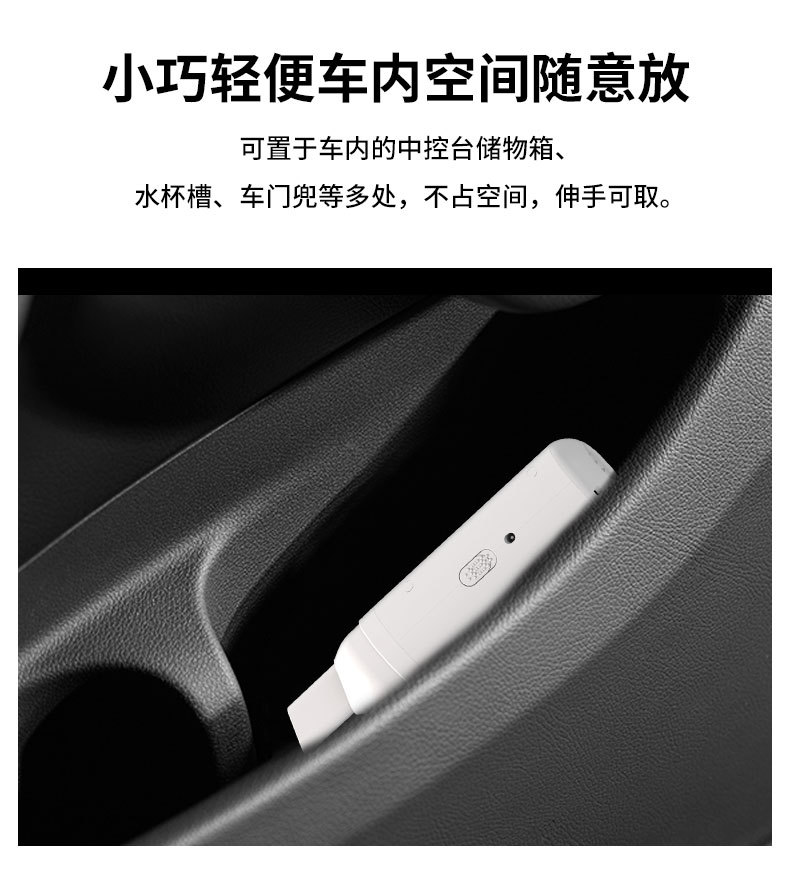 小巧轻便车内空间随意放
可置于车内的中控台储物箱、
水杯槽、车门兜等多处，不占空间，伸手可取。